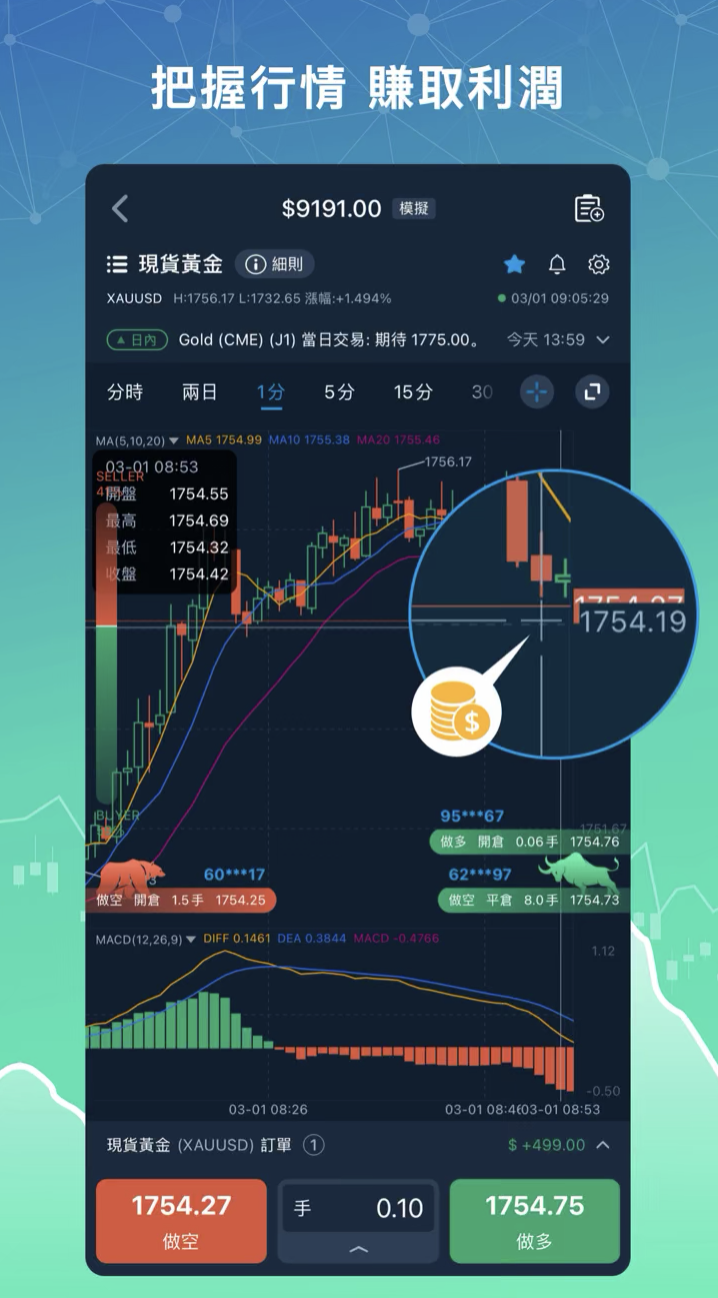 把握行情 賺取利潤
$9191.00 模擬
現貨黃金 細則
XAUUSD H:1756.17 L:1732.65 漲幅:+1.494% 03/01 09:05:29
日內 Gold (CME) (J1) 當日交易: 期待 1775.00。 今天 13:59
分時 兩日 1分 5分 15分 30
MA(5,10,20) MA5 1754.99 MA10 1755.38 MA20 1755.46
03-01 08:53
SELLER
開盤 1754.55
最高 1754.69
最低 1754.32
收盤 1754.42
1756.17
1754.27
1754.19
$
BUYER
95***67
1751.67
做多 開倉 0.06手 1754.76
60***17
62***97
做空 開倉 1.5手 1754.25
做空 平倉 8.0手 1754.73
MACD(12,26,9) DIFF 0.1461 DEA 0.3844 MACD -0.4766
1.12
-0.50
03-01 08:26 03-01 08:46 03-01 08:53
現貨黃金 (XAUUSD) 訂單 1 $ +499.00
1754.27 手 0.10 1754.75
做空 做多